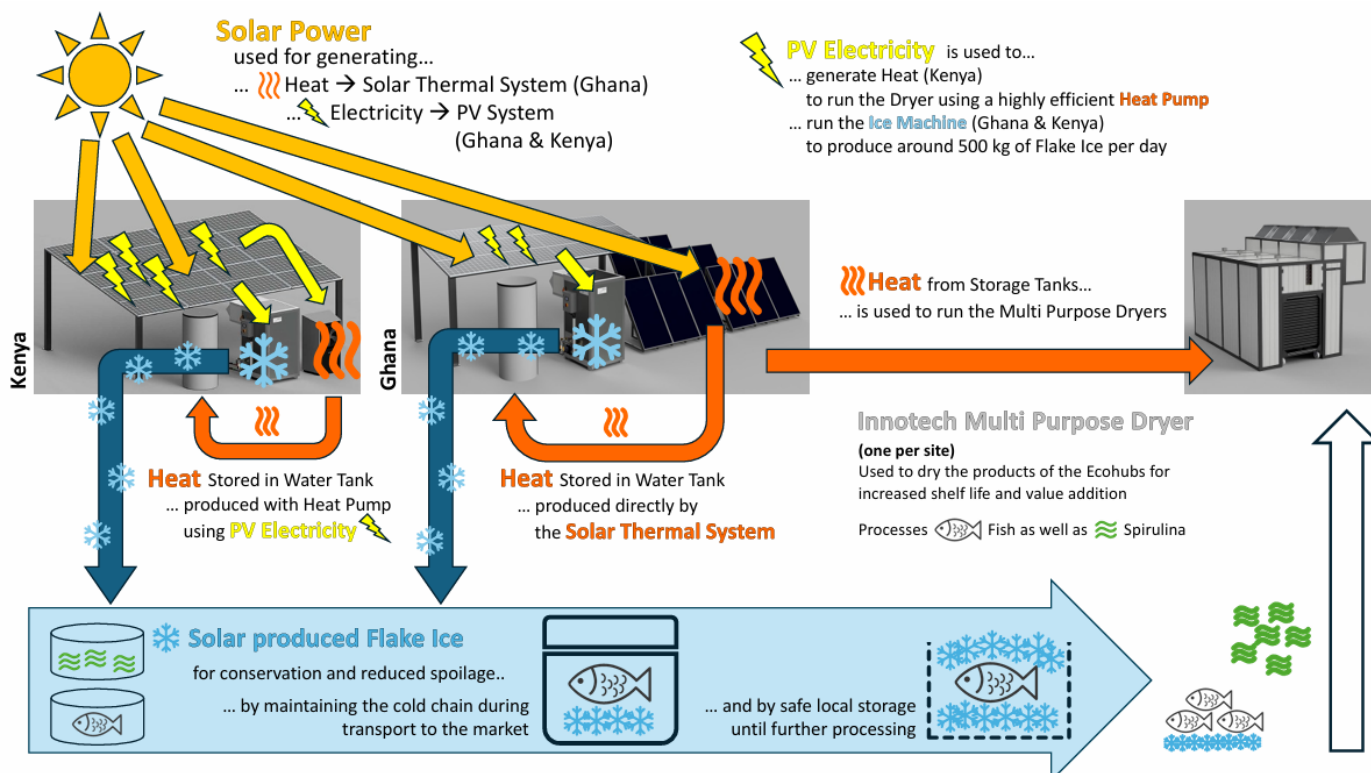 Solar Power
used for generating...
... Heat → Solar Thermal System (Ghana)
... Electricity → PV System
(Ghana & Kenya)
PV Electricity is used to...
... generate Heat (Kenya)
to run the Dryer using a highly efficient Heat Pump
... run the Ice Machine (Ghana & Kenya)
to produce around 500 kg of Flake Ice per day
Kenya
Ghana
Heat from Storage Tanks...
... is used to run the Multi Purpose Dryers
Heat Stored in Water Tank
... produced with Heat Pump
using PV Electricity
Heat Stored in Water Tank
... produced directly by
the Solar Thermal System
Innotech Multi Purpose Dryer
(one per site)
Used to dry the products of the Ecohubs for
increased shelf life and value addition
Processes Fish as well as Spirulina
Solar produced Flake Ice
for conservation and reduced spoilage..
... by maintaining the cold chain during
transport to the market
... and by safe local storage
until further processing